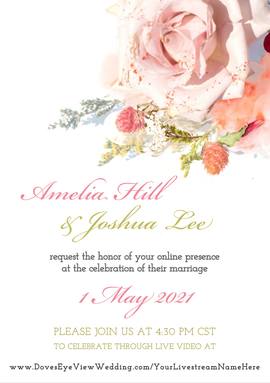 Amelia Hill
& Joshua Lee
request the honor of your online presence
at the celebration of their marriage
1 May 2021
PLEASE JOIN US AT 4:30 PM CST
TO CELEBRATE THROUGH LIVE VIDEO AT
www.DovesEyeViewWedding.com/YourLivestreamNameHere